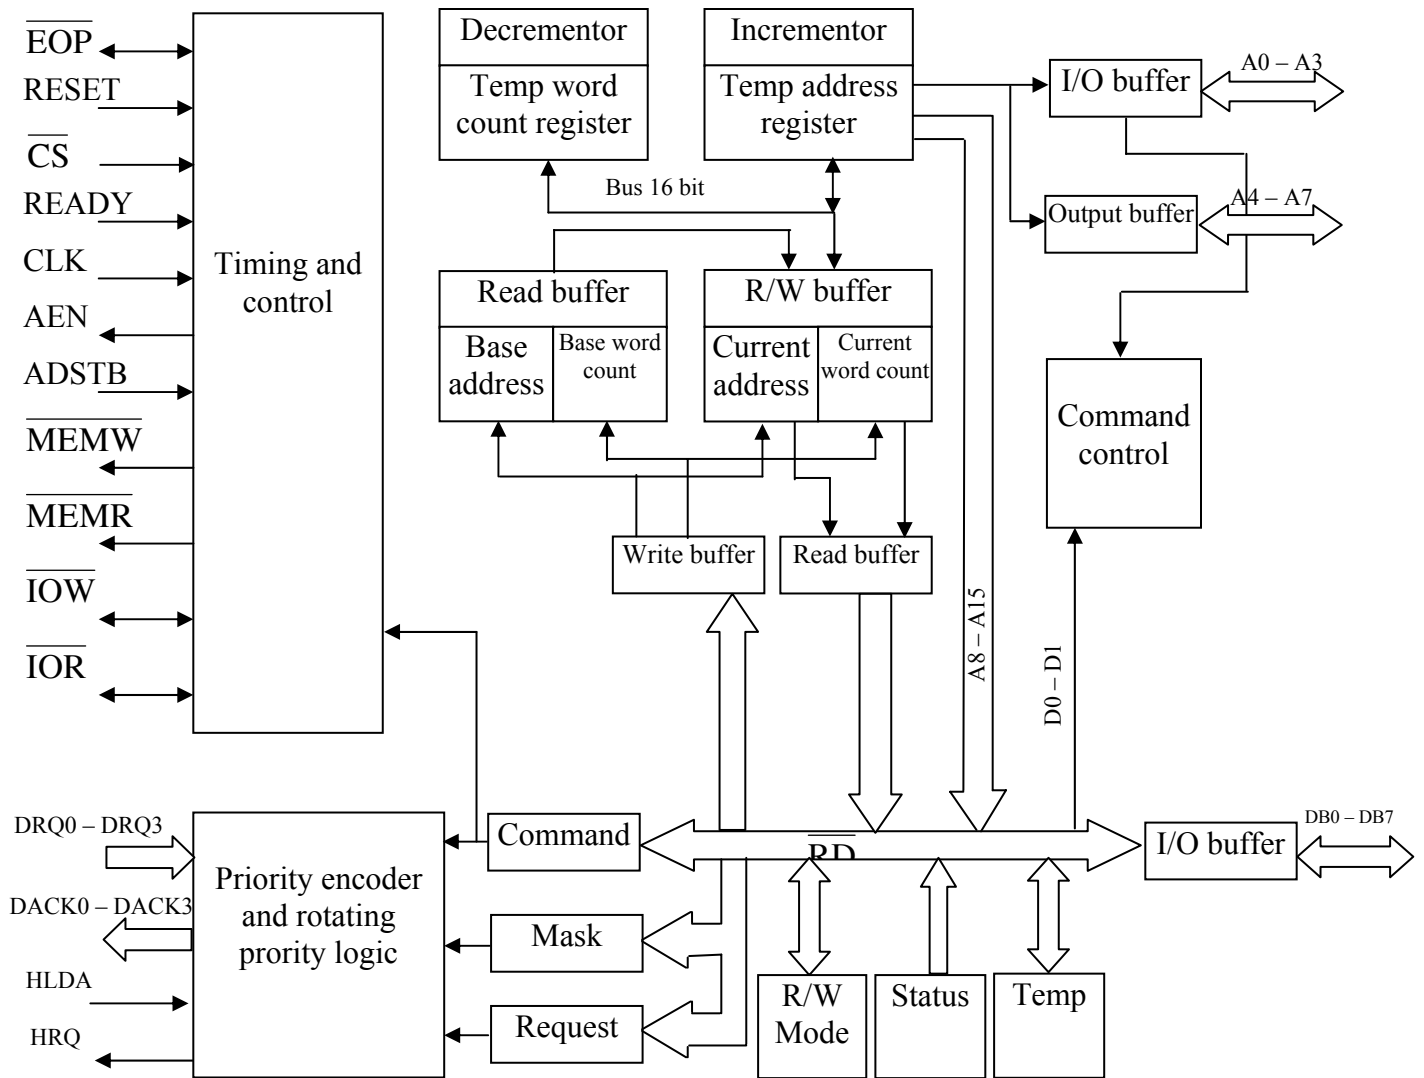 EOP
RESET
CS
READY
CLK
AEN
ADSTB
MEMW
MEMR
IOW
IOR
Timing and
control
Decrementor
Temp word
count register
Incrementor
Temp address
register
Bus 16 bit
I/O buffer
A0 – A3
Output buffer
A4 – A7
Read buffer
Base
address
Base word
count
R/W buffer
Current
address
Current
word count
Command
control
Write buffer
Read buffer
A8 – A15
D0 – D1
DRQ0 – DRQ3
DACK0 – DACK3
HLDA
HRQ
Priority encoder
and rotating
prority logic
Command
RD
I/O buffer
DB0 – DB7
Mask
Request
R/W
Mode
Status
Temp